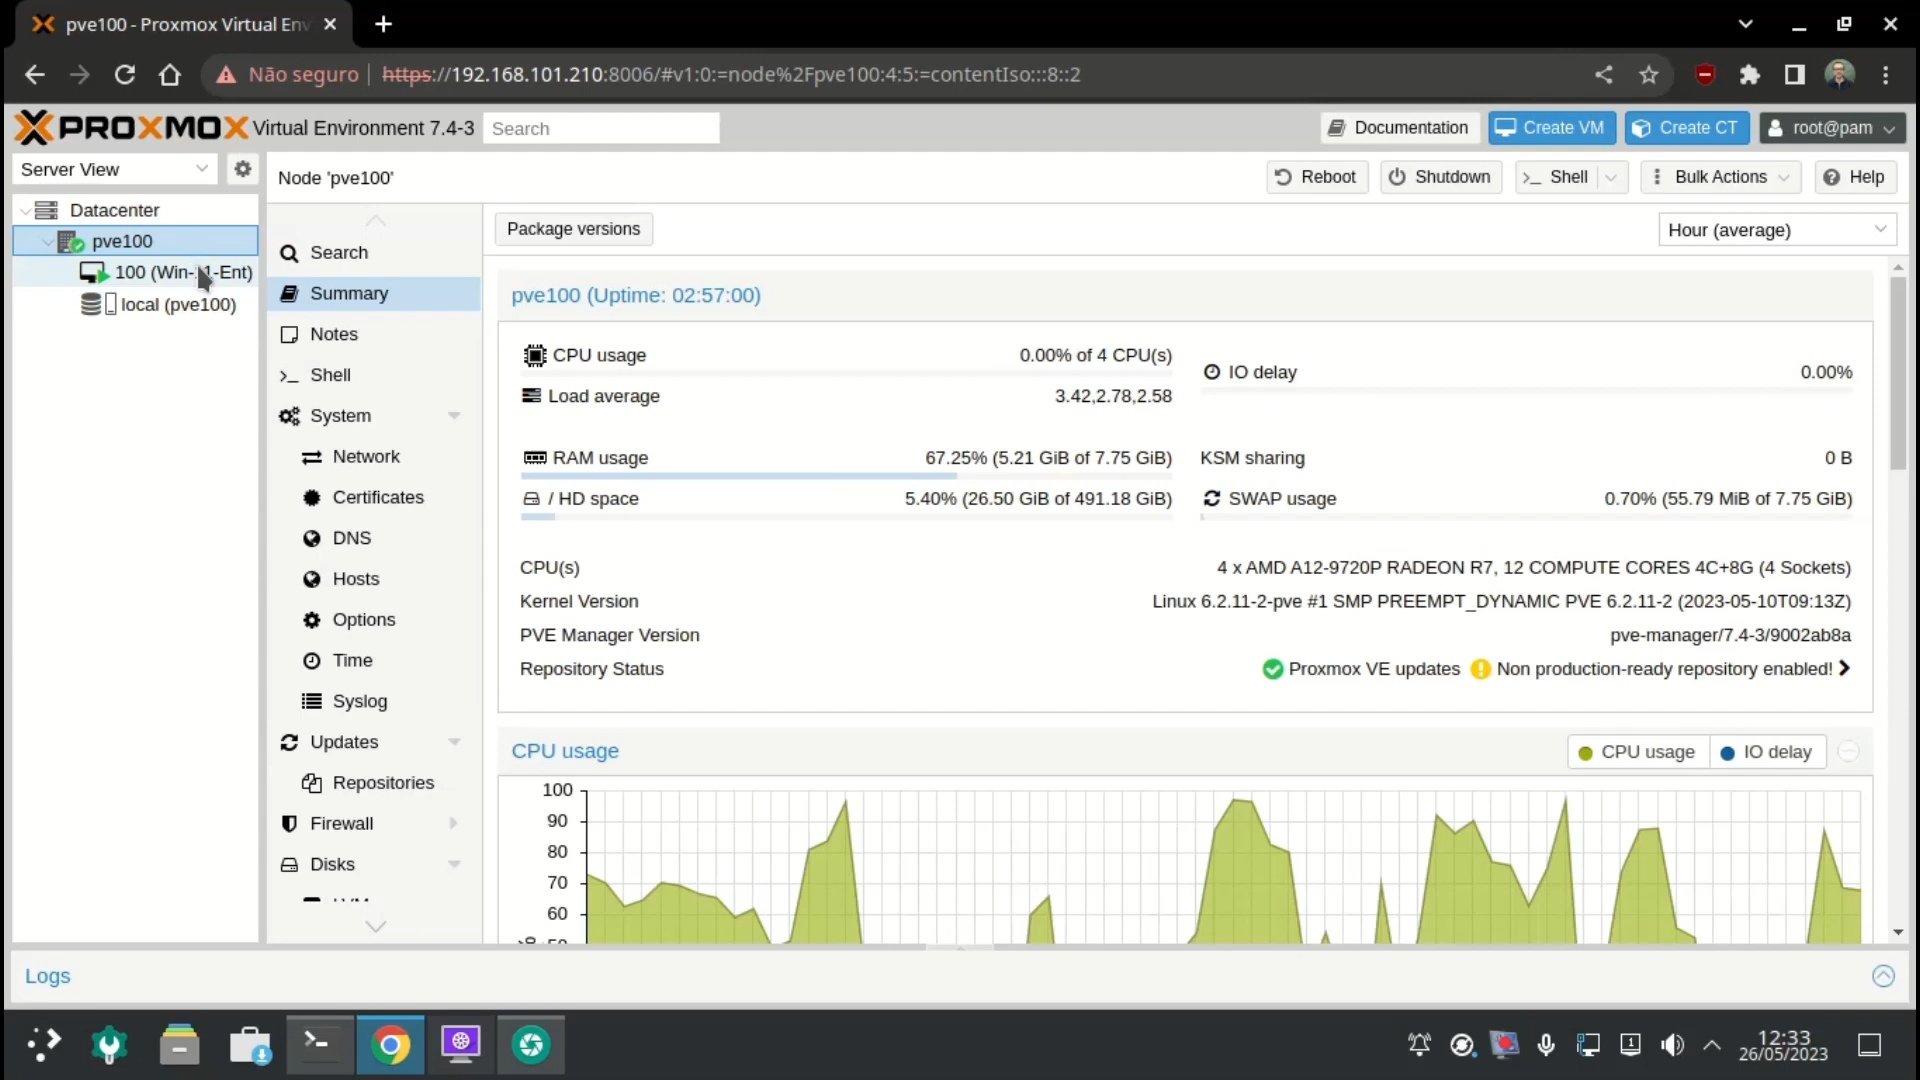 pve100 - Proxmox Virtual Env
Não seguro https://192.168.101.210:8006/#v1:0:=node%2Fpve100:4:5:=contentIso:::8::2
PROXMOX Virtual Environment 7.4-3 Search Documentation Create VM Create CT root@pam
Server View
Node 'pve100' Reboot Shutdown Shell Bulk Actions Help
Datacenter
pve100
100 (Win-11-Ent)
local (pve100)
Search
Summary
Notes
Shell
System
Network
Certificates
DNS
Hosts
Options
Time
Syslog
Updates
Repositories
Firewall
Disks
Package versions Hour (average)
pve100 (Uptime: 02:57:00)
CPU usage 0.00% of 4 CPU(s)
IO delay 0.00%
Load average 3.42,2.78,2.58
RAM usage 67.25% (5.21 GiB of 7.75 GiB) KSM sharing 0 B
/ HD space 5.40% (26.50 GiB of 491.18 GiB) SWAP usage 0.70% (55.79 MiB of 7.75 GiB)
CPU(s) 4 x AMD A12-9720P RADEON R7, 12 COMPUTE CORES 4C+8G (4 Sockets)
Kernel Version Linux 6.2.11-2-pve #1 SMP PREEMPT_DYNAMIC PVE 6.2.11-2 (2023-05-10T09:13Z)
PVE Manager Version pve-manager/7.4-3/9002ab8a
Repository Status Proxmox VE updates Non production-ready repository enabled!
CPU usage CPU usage IO delay
100
90
80
70
60
Logs
12:33
26/05/2023